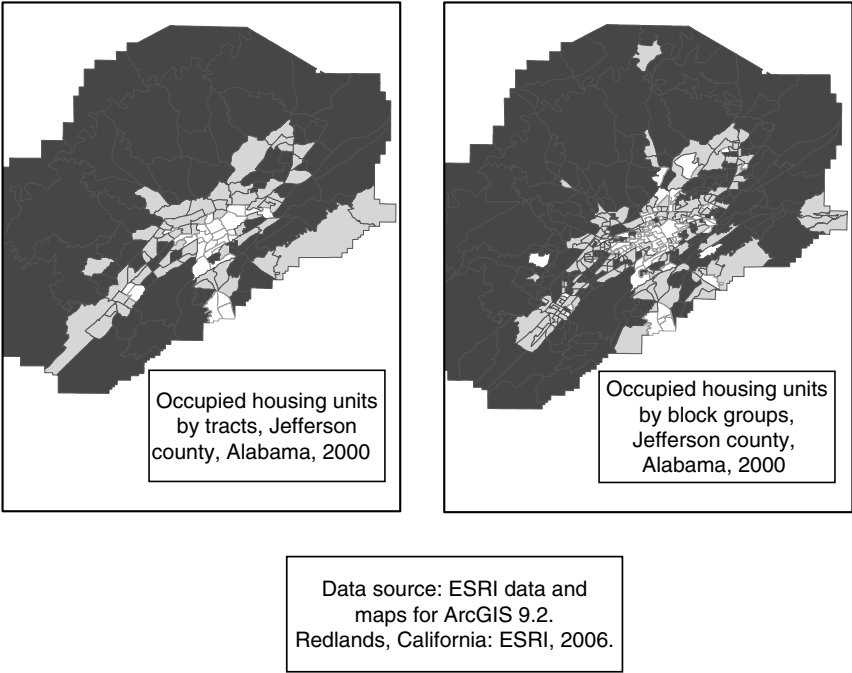 Occupied housing units
by tracts, Jefferson
county, Alabama, 2000
Occupied housing units
by block groups,
Jefferson county,
Alabama, 2000
Data source: ESRI data and
maps for ArcGIS 9.2.
Redlands, California: ESRI, 2006.